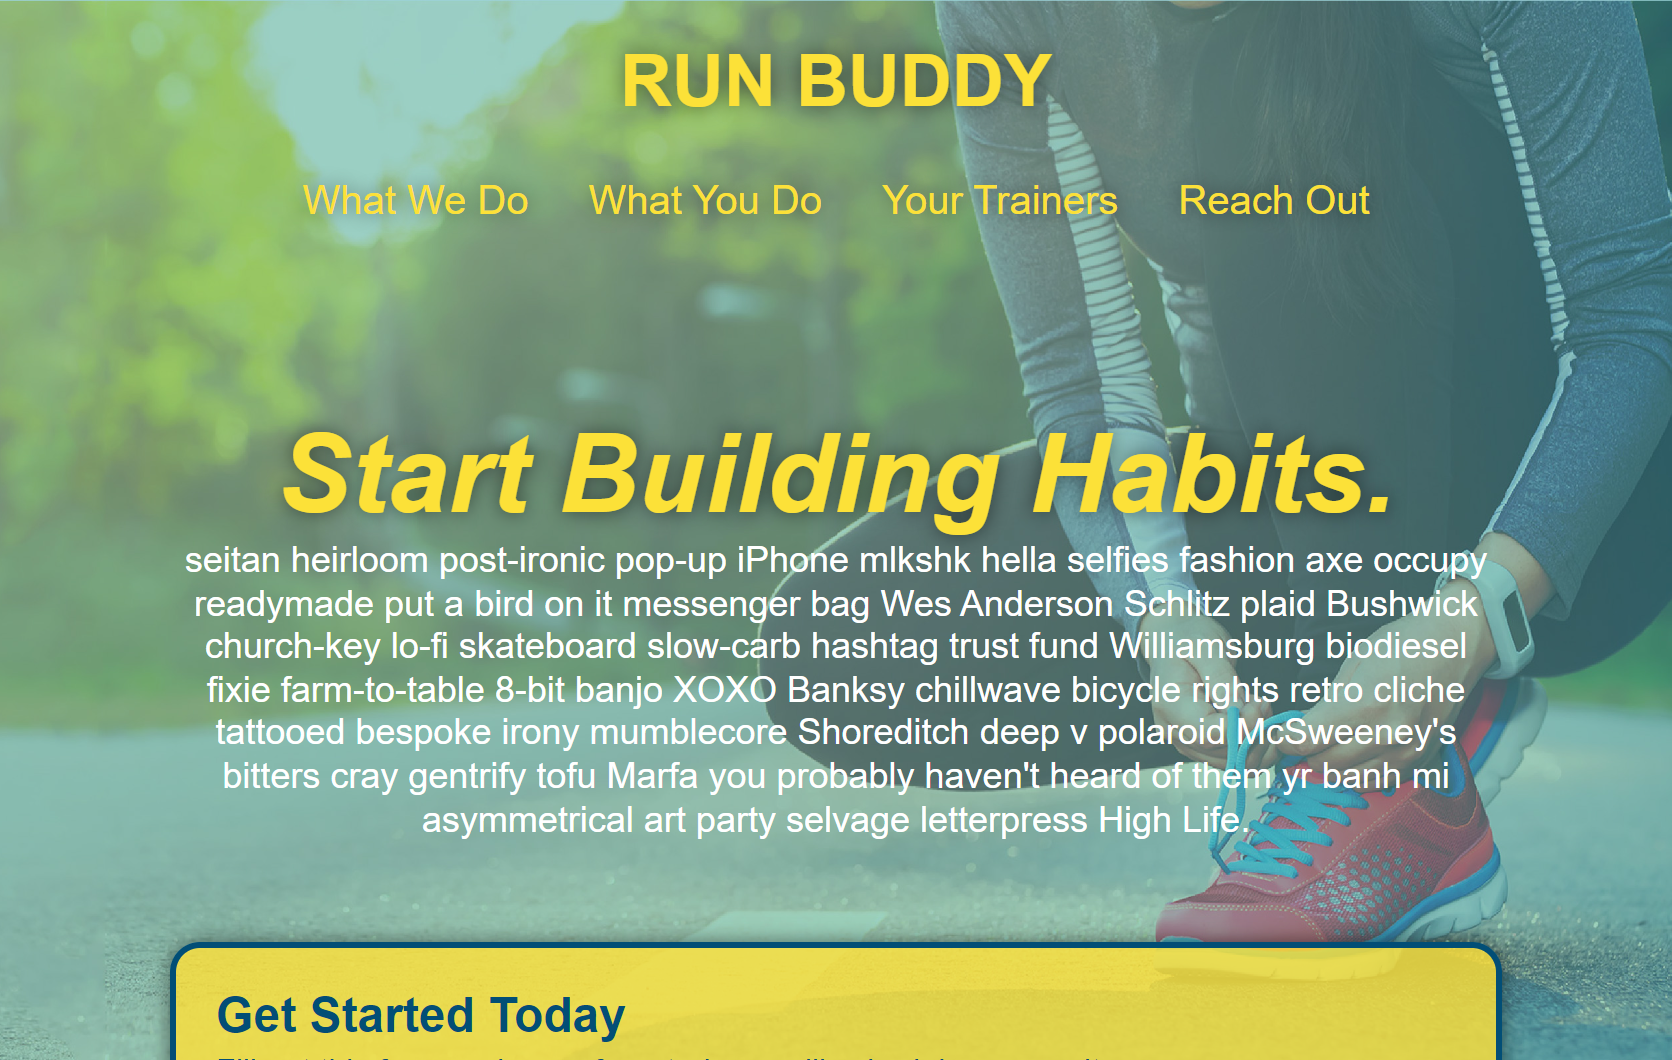 RUN BUDDY
What We Do What You Do Your Trainers Reach Out
Start Building Habits.
seitan heirloom post-ironic pop-up iPhone mlkshk hella selfies fashion axe occupy
readymade put a bird on it messenger bag Wes Anderson Schlitz plaid Bushwick
church-key lo-fi skateboard slow-carb hashtag trust fund Williamsburg biodiesel
fixie farm-to-table 8-bit banjo XOXO Banksy chillwave bicycle rights retro cliche
tattooed bespoke irony mumblecore Shoreditch deep v polaroid McSweeney's
bitters cray gentrify tofu Marfa you probably haven't heard of them yr banh mi
asymmetrical art party selvage letterpress High Life.
Get Started Today